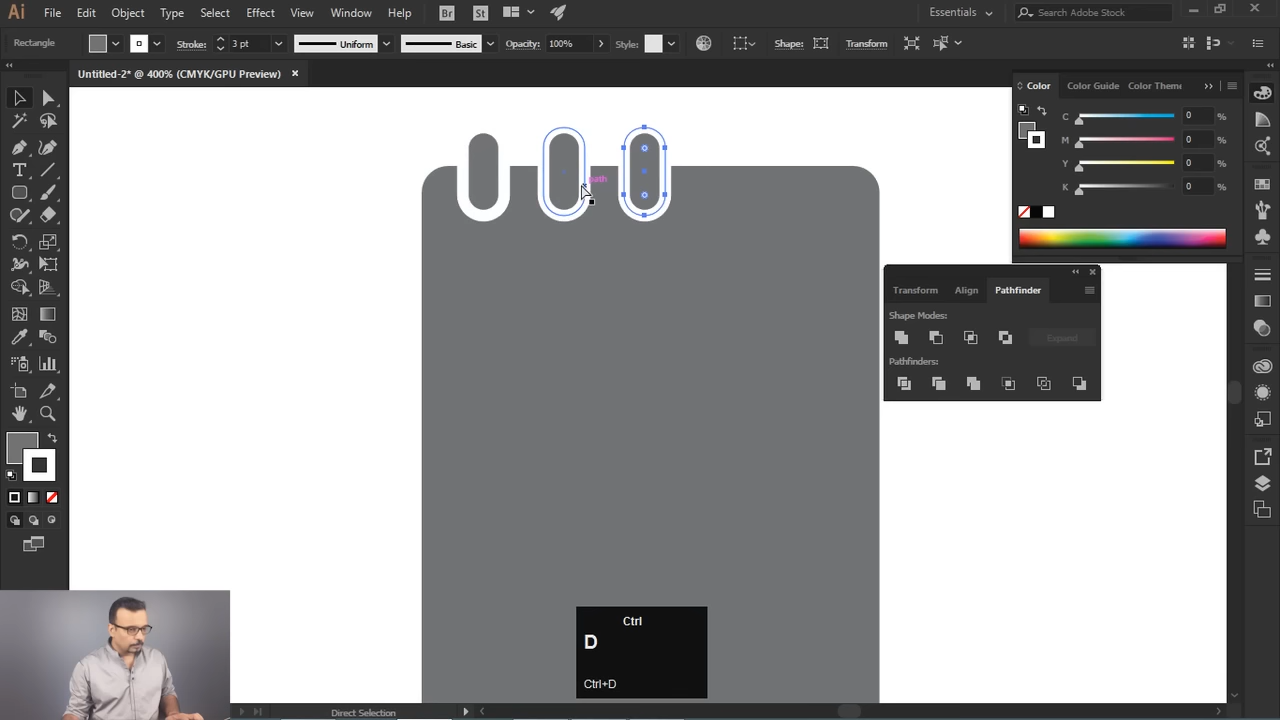 Ai File Edit Object Type Select Effect View Window Help Br St Essentials Search Adobe Stock
Rectangle Stroke: 3 pt Uniform Basic Opacity: 100% Style: Shape: Transform
Untitled-2* @ 400% (CMYK/GPU Preview) ×
Color Color Guide Color Theme
C 0 %
M 0 %
Y 0 %
K 0 %
path
Transform Align Pathfinder
Shape Modes:
Expand
Pathfinders:
Ctrl
D
Ctrl+D
Direct Selection